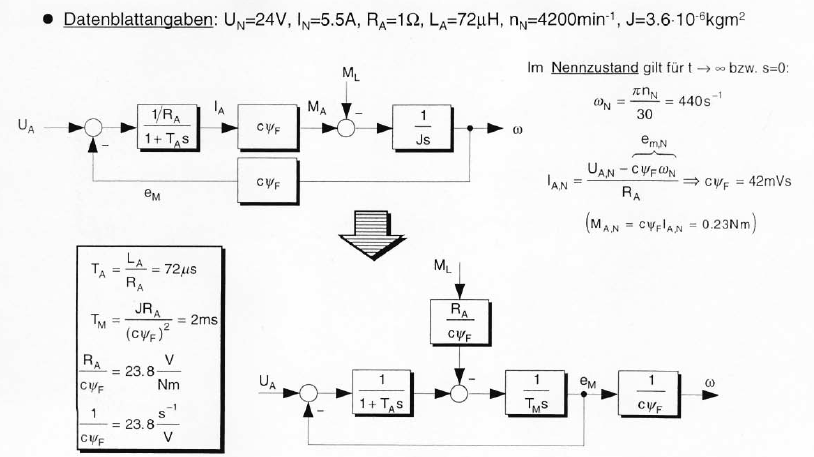 ● Datenblattangaben: U_N=24V, I_N=5.5A, R_A=1Ω, L_A=72μH, n_N=4200min⁻¹, J=3.6·10⁻⁶kgm2
Im Nennzustand gilt für t → ∞ bzw. s=0:
ω_N = πn_N / 30 = 440s⁻¹
e_m,N
I_A,N = (U_A,N − cψ_F ω_N) / R_A ⟹ cψ_F = 42mVs
(M_A,N = cψ_F I_A,N = 0.23Nm)
M_L
U_A
−
1/R_A / 1 + T_A s
I_A
cψ_F
M_A
−
1 / Js
ω
cψ_F
e_M
T_A = L_A / R_A = 72μs
T_M = JR_A / (cψ_F)² = 2ms
R_A / cψ_F = 23.8 V / Nm
1 / cψ_F = 23.8 s⁻¹ / V
M_L
R_A / cψ_F
U_A
−
1 / 1 + T_A s
−
1 / T_M s
e_M
1 / cψ_F
ω